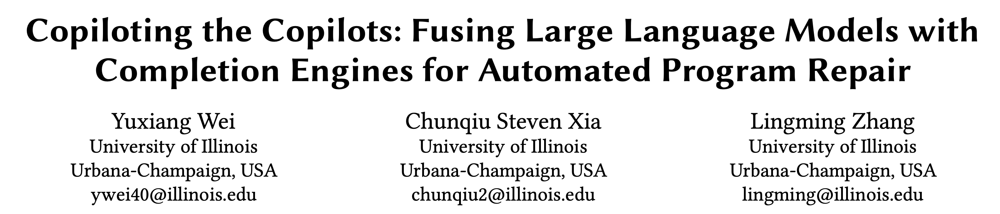 Copiloting the Copilots: Fusing Large Language Models with
Completion Engines for Automated Program Repair
Yuxiang Wei
University of Illinois
Urbana-Champaign, USA
ywei40@illinois.edu
Chunqiu Steven Xia
University of Illinois
Urbana-Champaign, USA
chunqiu2@illinois.edu
Lingming Zhang
University of Illinois
Urbana-Champaign, USA
lingming@illinois.edu